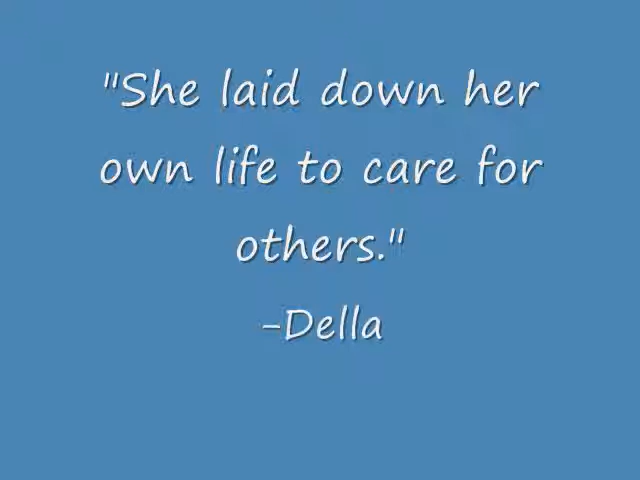 "She laid down her
own life to care for
others."
-Della